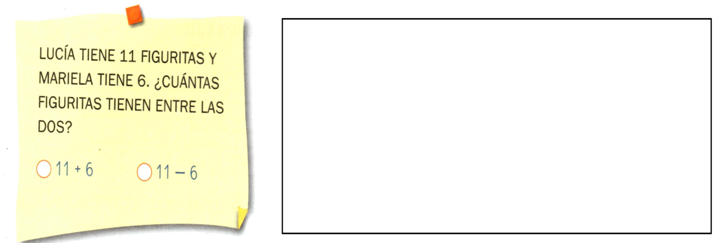 LUCÍA TIENE 11 FIGURITAS Y
MARIELA TIENE 6. ¿CUÁNTAS
FIGURITAS TIENEN ENTRE LAS
DOS?
11 + 6 11 – 6